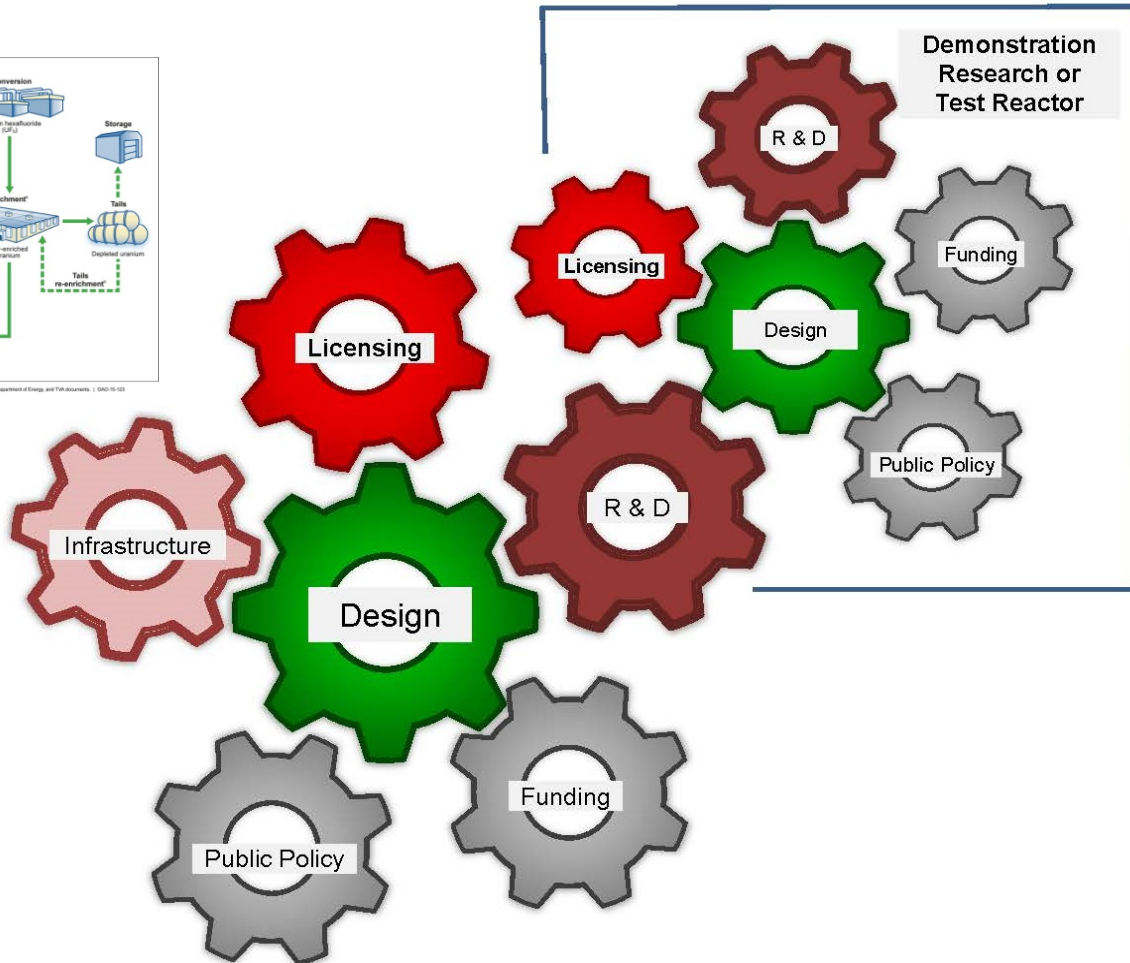 Demonstration
Research or
Test Reactor
R & D
Licensing
Funding
Design
Public Policy
Storage
(UF6)
Tails
Depleted uranium
Tails
re-enrichment
Licensing
R & D
Infrastructure
Design
Funding
Public Policy